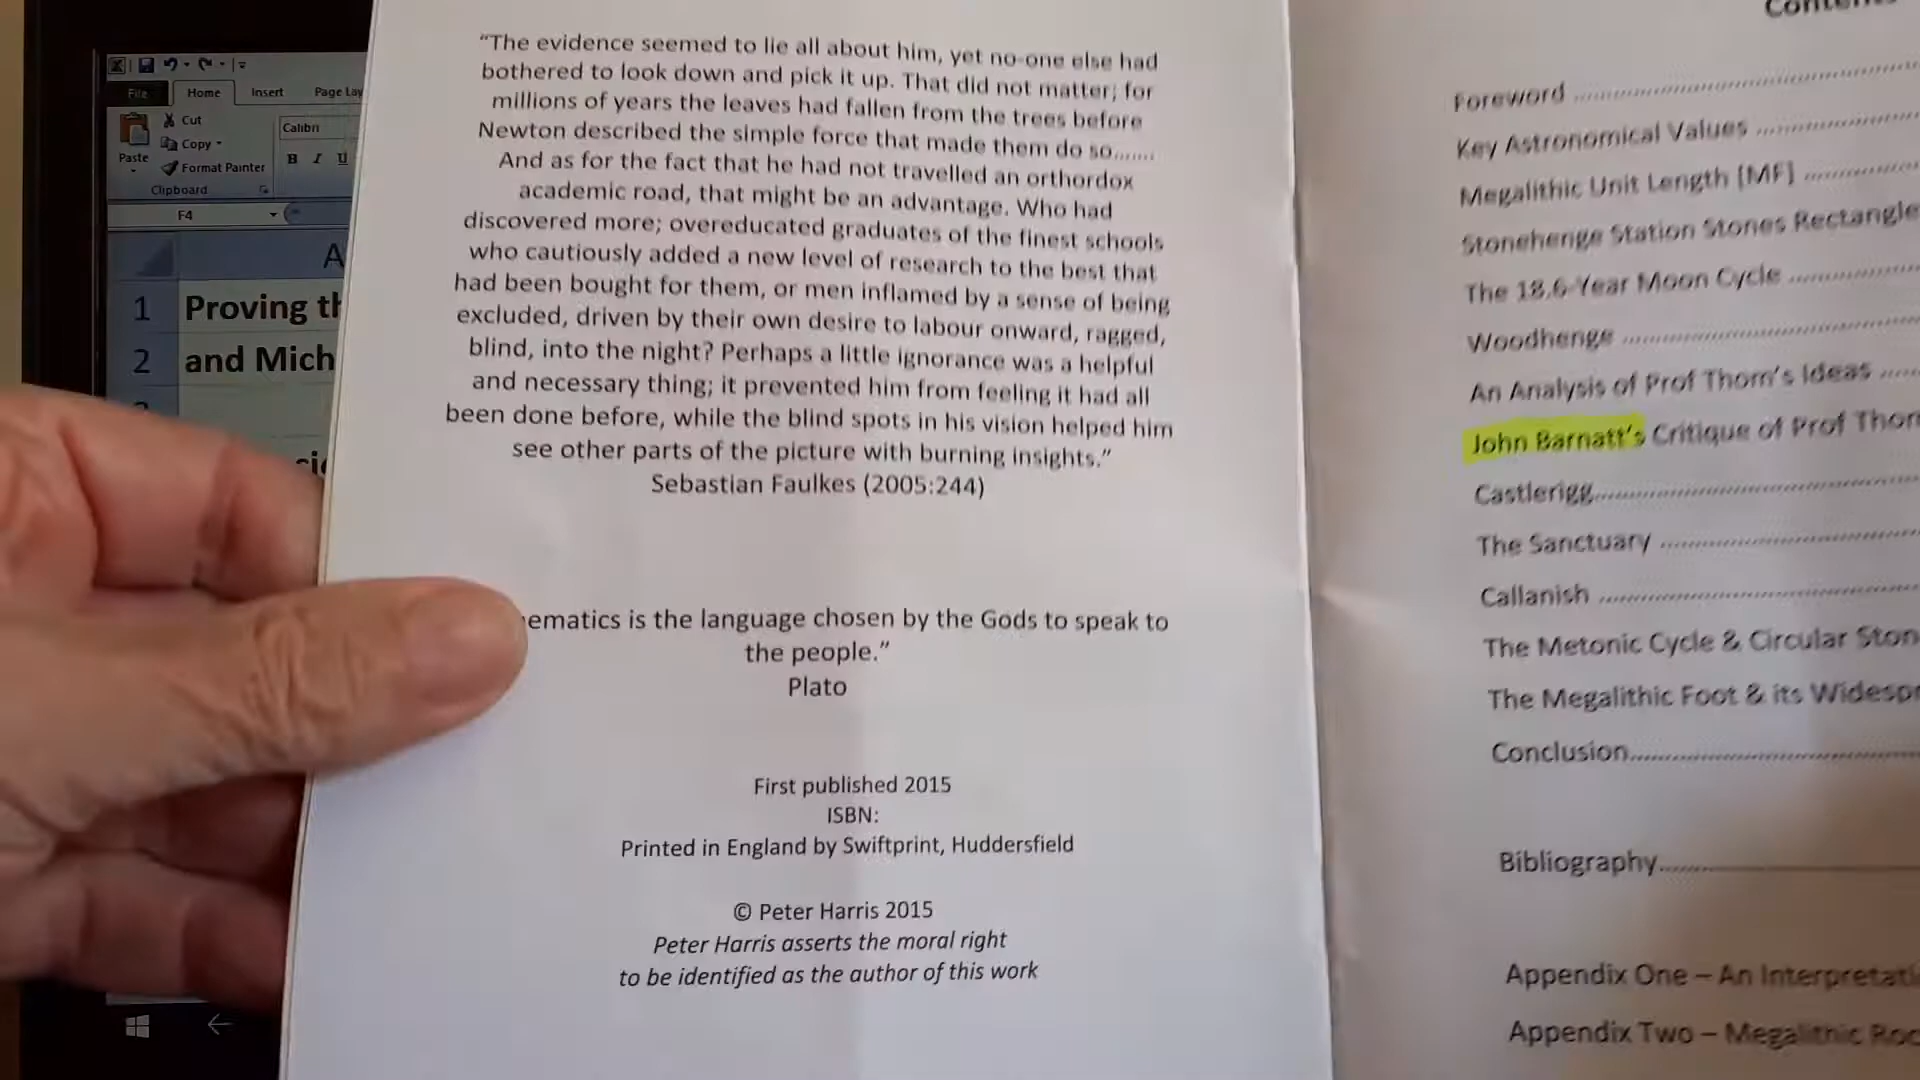 File
Home
Insert
Page Lay
Cut
Copy
Format Painter
Paste
Clipboard
Calibri
B I U
F4
A
1 Proving th
2 and Mich
"The evidence seemed to lie all about him, yet no-one else had
bothered to look down and pick it up. That did not matter; for
millions of years the leaves had fallen from the trees before
Newton described the simple force that made them do so.......
And as for the fact that he had not travelled an orthordox
academic road, that might be an advantage. Who had
discovered more; overeducated graduates of the finest schools
who cautiously added a new level of research to the best that
had been bought for them, or men inflamed by a sense of being
excluded, driven by their own desire to labour onward, ragged,
blind, into the night? Perhaps a little ignorance was a helpful
and necessary thing; it prevented him from feeling it had all
been done before, while the blind spots in his vision helped him
see other parts of the picture with burning insights."
Sebastian Faulkes (2005:244)
ematics is the language chosen by the Gods to speak to
the people."
Plato
First published 2015
ISBN:
Printed in England by Swiftprint, Huddersfield
© Peter Harris 2015
Peter Harris asserts the moral right
to be identified as the author of this work
Contents
Foreword
Key Astronomical Values
Megalithic Unit Length [MF]
Stonehenge Station Stones Rectangle
The 18.6-Year Moon Cycle
Woodhenge
An Analysis of Prof Thom's Ideas
John Barnatt's Critique of Prof Thom
Castlerigg
The Sanctuary
Callanish
The Metonic Cycle & Circular Ston
The Megalithic Foot & its Widespr
Conclusion
Bibliography
Appendix One – An Interpretati
Appendix Two – Megalithic Roc